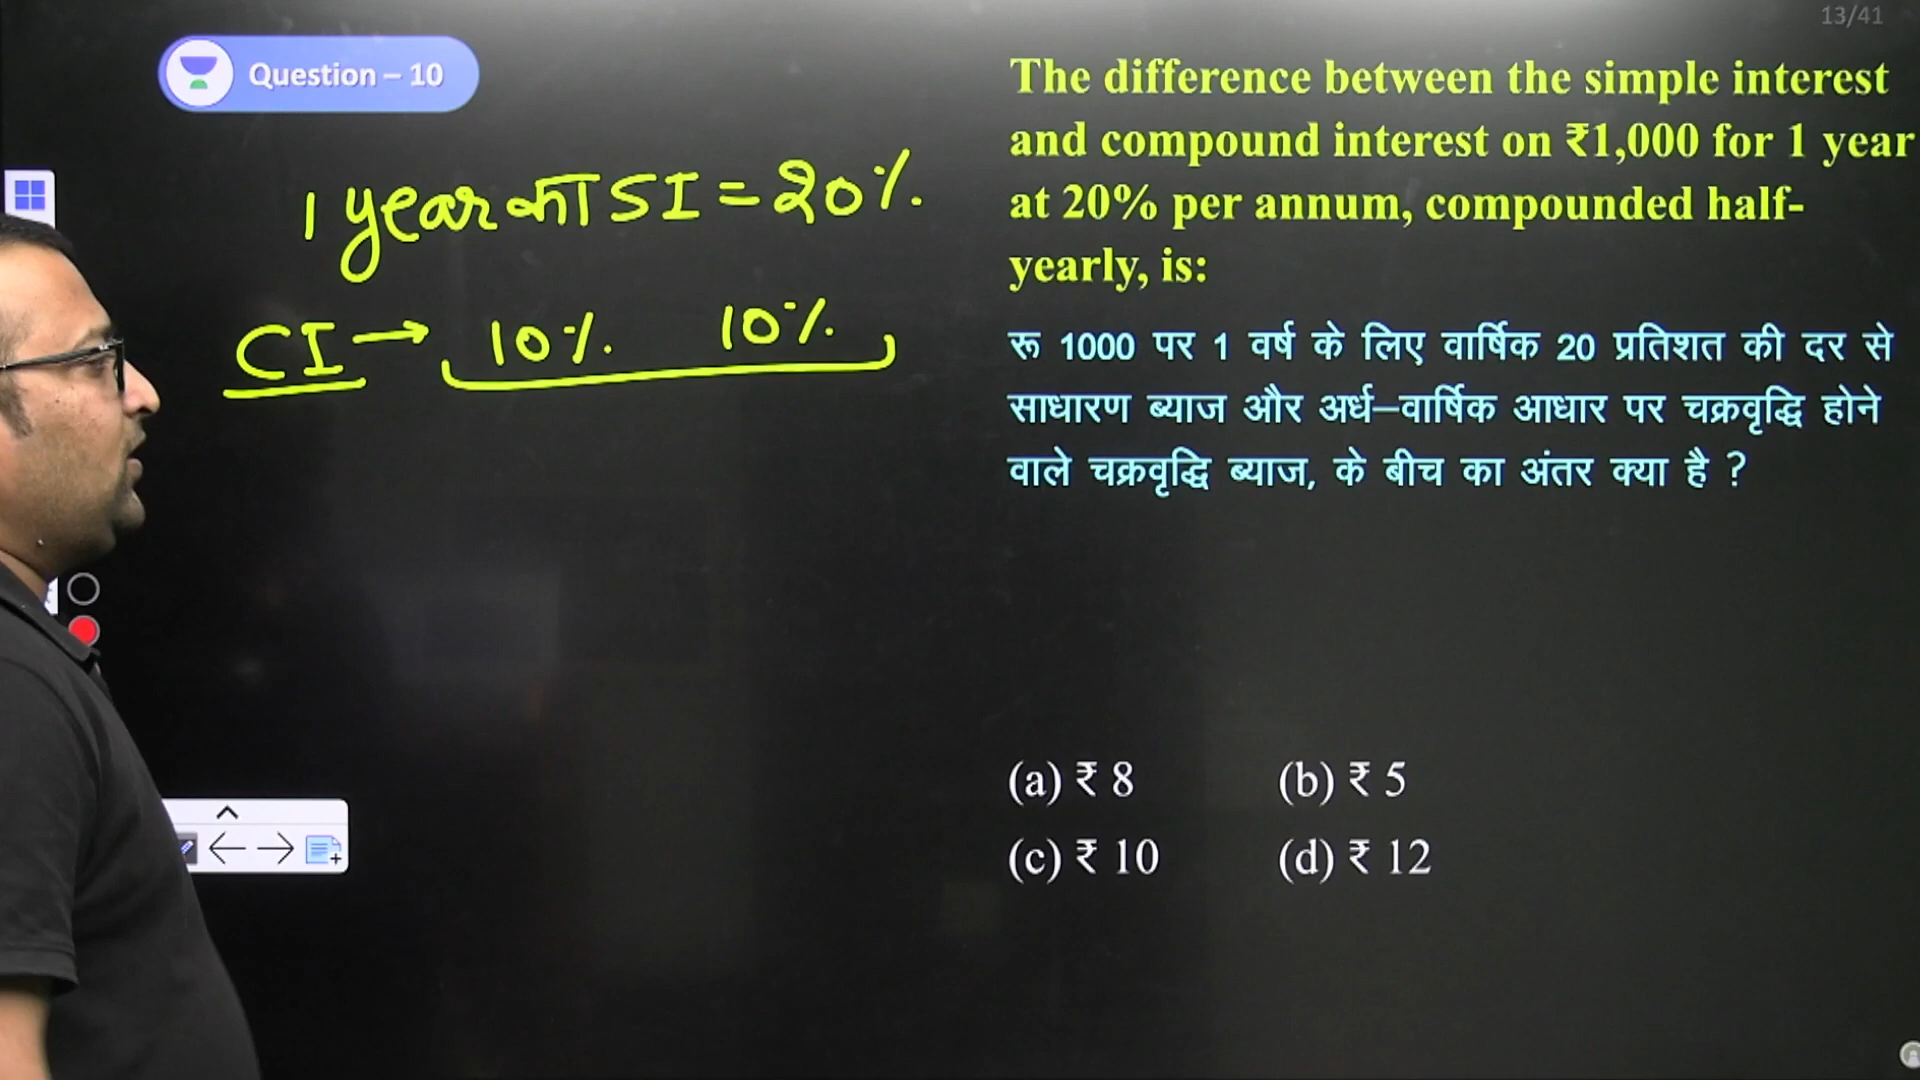 13/41
Question – 10
1 year का SI = 20%.
CI → 10%. 10%.
The difference between the simple interest
and compound interest on ₹1,000 for 1 year
at 20% per annum, compounded half-
yearly, is:
रू 1000 पर 1 वर्ष के लिए वार्षिक 20 प्रतिशत की दर से
साधारण ब्याज और अर्ध–वार्षिक आधार पर चक्रवृद्धि होने
वाले चक्रवृद्धि ब्याज, के बीच का अंतर क्या है ?
(a) ₹ 8 (b) ₹ 5
(c) ₹ 10 (d) ₹ 12